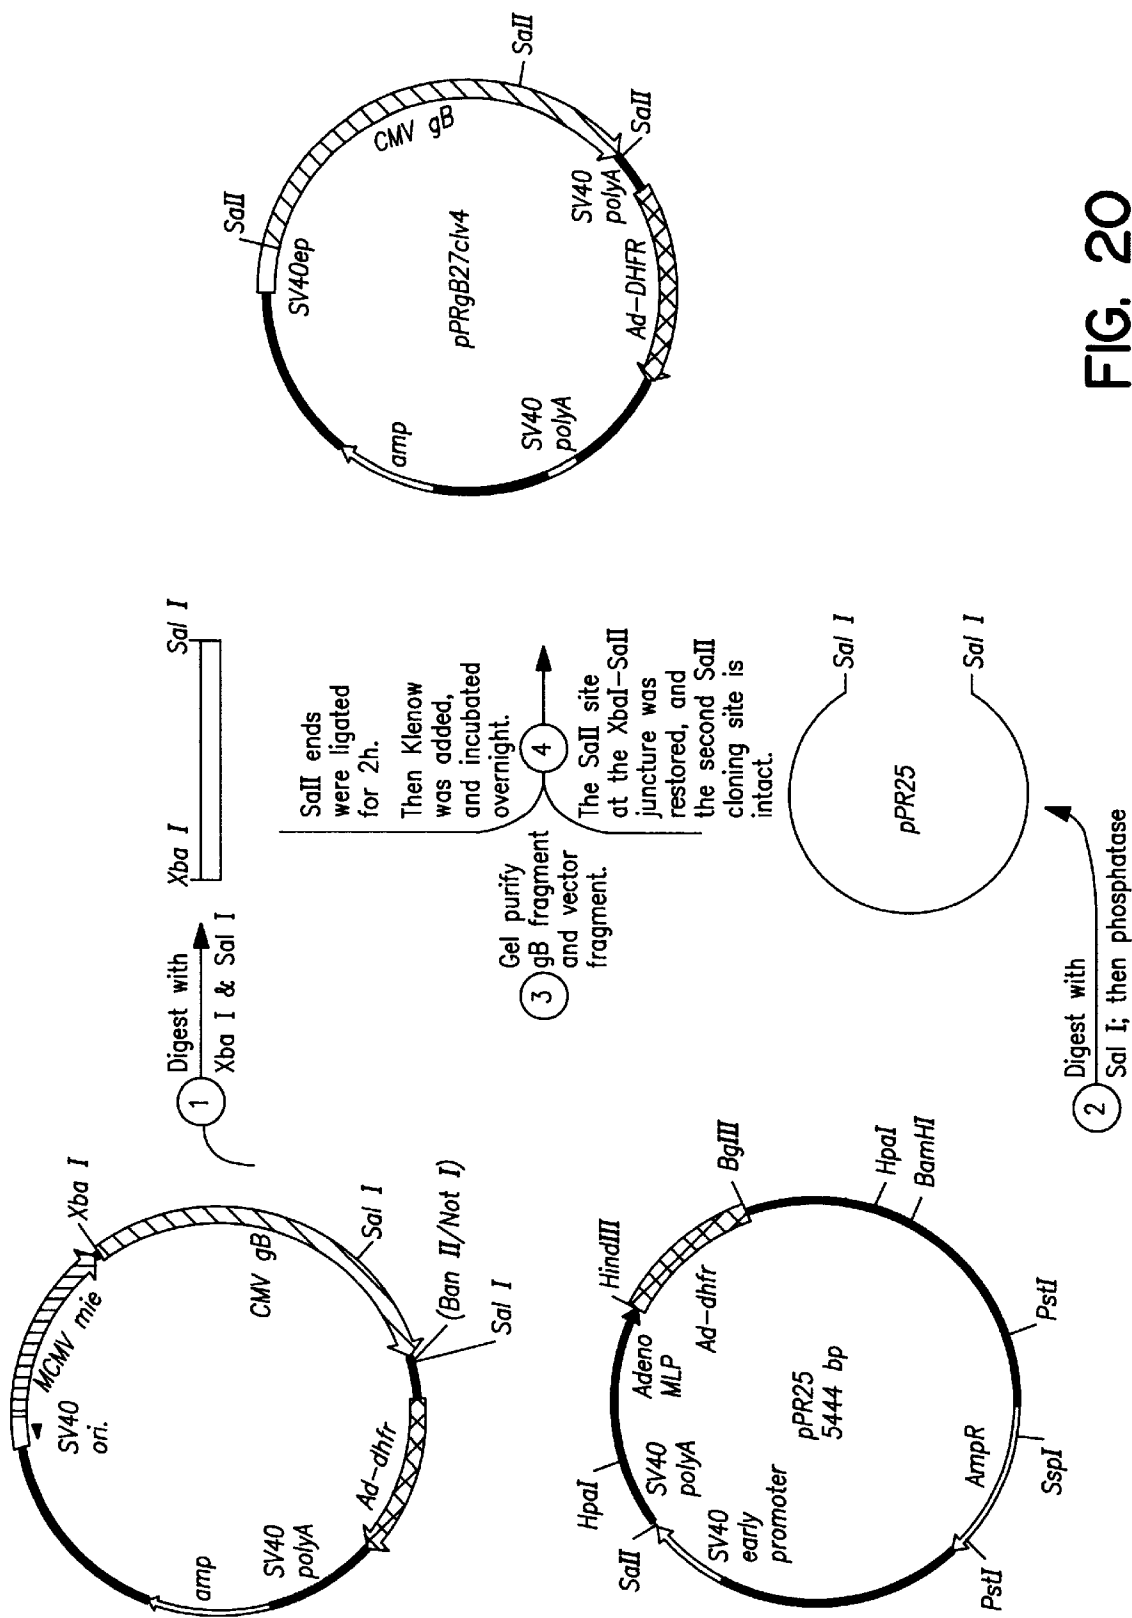 MCMV mie
Xba I
SV40
ori.
CMV gB
Sal I
(Ban II/Not I)
Sal I
Ad-dhfr
SV40
polyA
amp
1
Digest with
Xba I & Sal I
Xba I
Sal I
SalI ends
were ligated
for 2h.
Then Klenow
was added,
and incubated
overnight.
3
Gel purify
gB fragment
and vector
fragment.
4
The SalI site
at the XbaI-SalI
juncture was
restored, and
the second SalI
cloning site is
intact.
HpaI
SalI
SV40
polyA
Adeno
MLP
HindIII
Ad-dhfr
BglII
SV40
early
promoter
pPR25
5444 bp
HpaI
BamHI
PstI
AmpR
SspI
PstI
2
Digest with
Sal I; then phosphatase
pPR25
Sal I
Sal I
SalI
SV40ep
CMV gB
SalI
SalI
SV40
polyA
pPRgB27clv4
Ad-DHFR
SV40
polyA
amp
FIG. 20